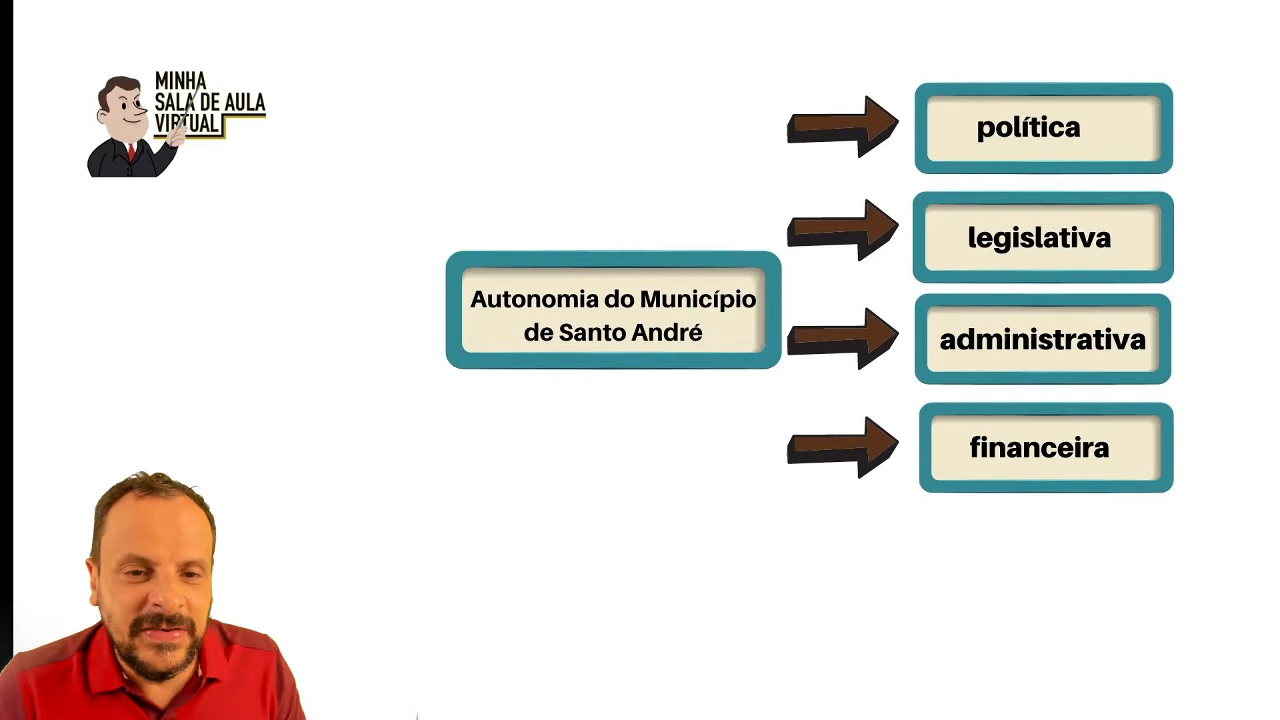 MINHA
SALA DE AULA
VIRTUAL
política
legislativa
Autonomia do Município
de Santo André
administrativa
financeira